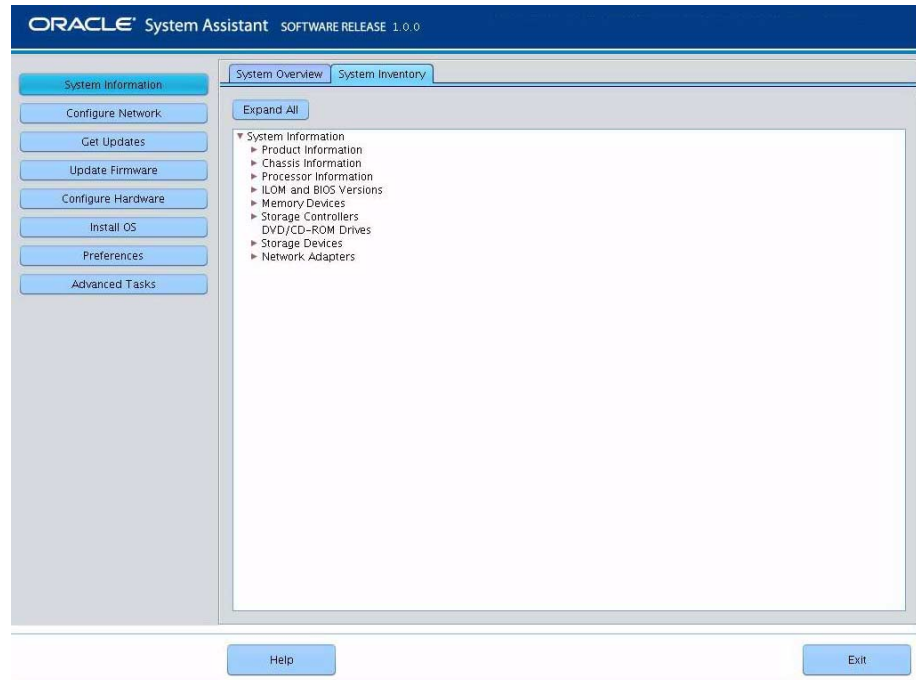 ORACLE® System Assistant SOFTWARE RELEASE 1.0.0
System Information
Configure Network
Get Updates
Update Firmware
Configure Hardware
Install OS
Preferences
Advanced Tasks
System Overview System Inventory
Expand All
System Information
Product Information
Chassis Information
Processor Information
ILOM and BIOS Versions
Memory Devices
Storage Controllers
DVD/CD-ROM Drives
Storage Devices
Network Adapters
Help Exit